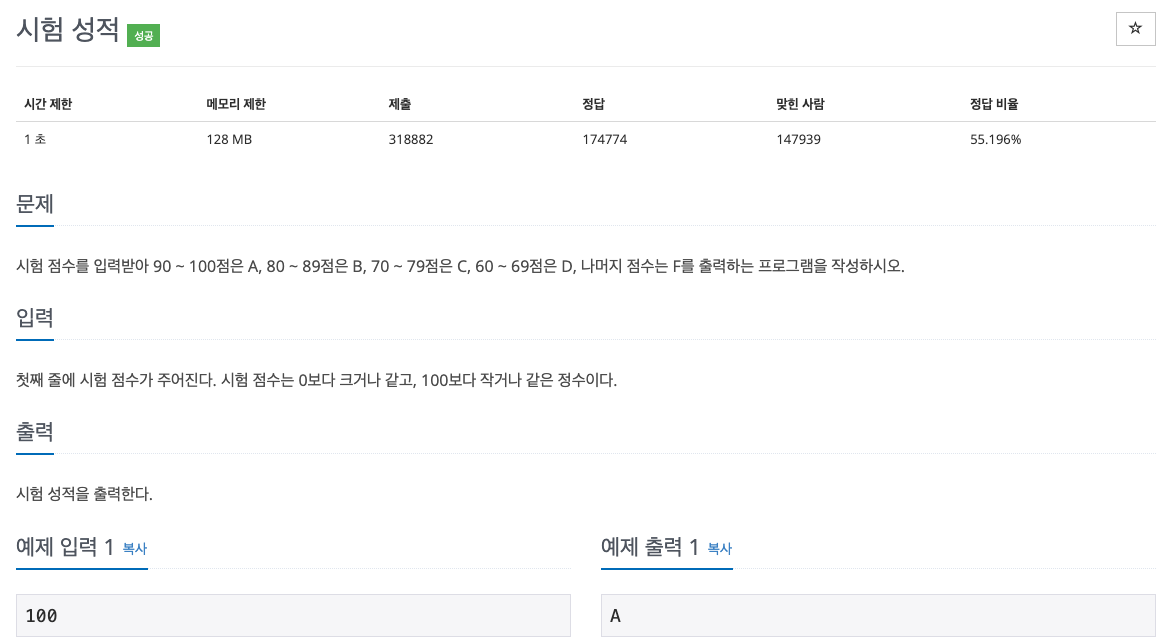 시험 성적 성공
☆
시간 제한 메모리 제한 제출 정답 맞힌 사람 정답 비율
1 초 128 MB 318882 174774 147939 55.196%
문제
시험 점수를 입력받아 90 ~ 100점은 A, 80 ~ 89점은 B, 70 ~ 79점은 C, 60 ~ 69점은 D, 나머지 점수는 F를 출력하는 프로그램을 작성하시오.
입력
첫째 줄에 시험 점수가 주어진다. 시험 점수는 0보다 크거나 같고, 100보다 작거나 같은 정수이다.
출력
시험 성적을 출력한다.
예제 입력 1 복사
100
예제 출력 1 복사
A